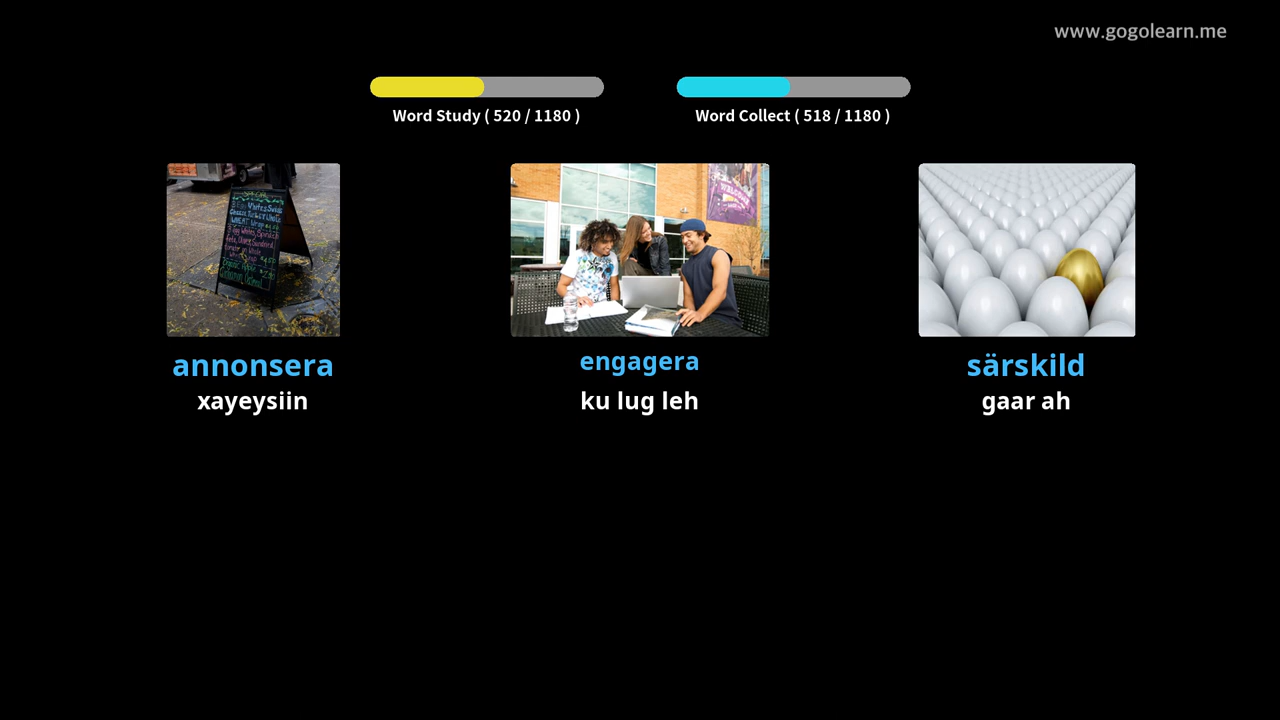 www.gogolearn.me
Word Study ( 520 / 1180 )
Word Collect ( 518 / 1180 )
WELCOME
annonsera
engagera
särskild
xayeysiin
ku lug leh
gaar ah